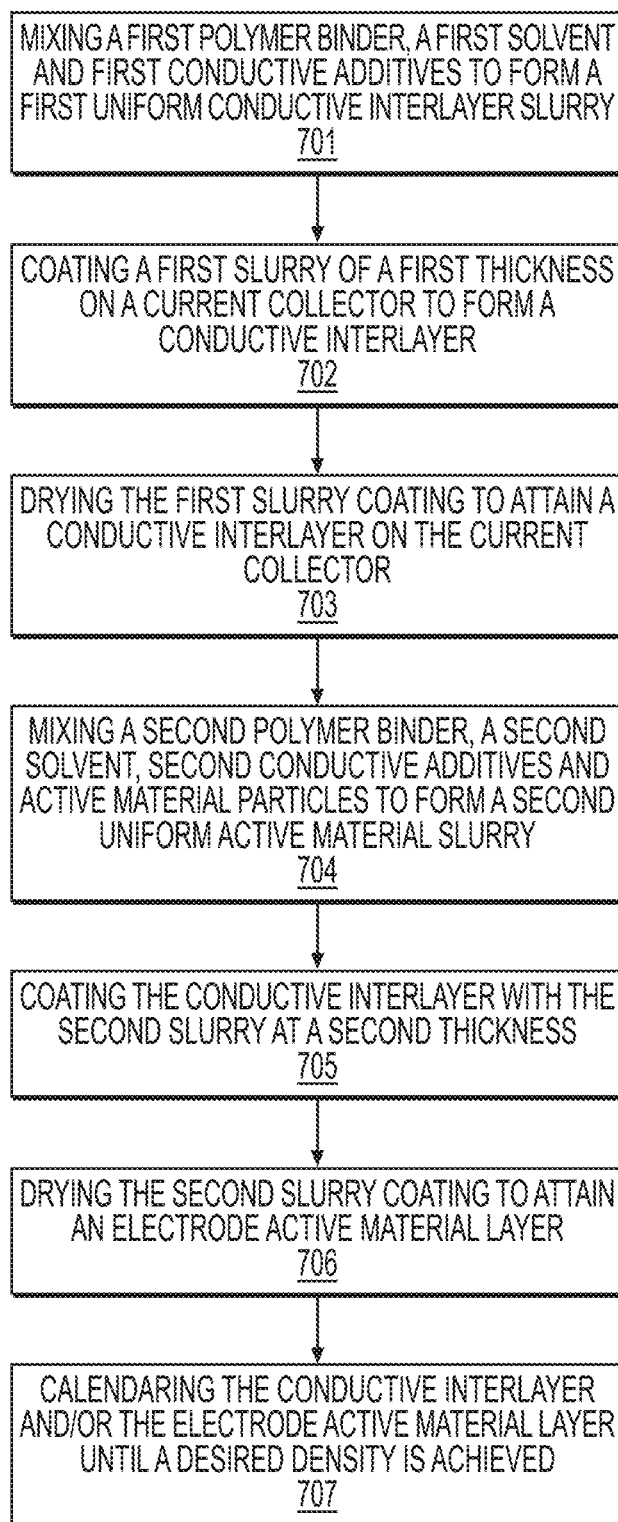 MIXING A FIRST POLYMER BINDER, A FIRST SOLVENT
AND FIRST CONDUCTIVE ADDITIVES TO FORM A
FIRST UNIFORM CONDUCTIVE INTERLAYER SLURRY
701
COATING A FIRST SLURRY OF A FIRST THICKNESS
ON A CURRENT COLLECTOR TO FORM A
CONDUCTIVE INTERLAYER
702
DRYING THE FIRST SLURRY COATING TO ATTAIN A
CONDUCTIVE INTERLAYER ON THE CURRENT
COLLECTOR
703
MIXING A SECOND POLYMER BINDER, A SECOND
SOLVENT, SECOND CONDUCTIVE ADDITIVES AND
ACTIVE MATERIAL PARTICLES TO FORM A SECOND
UNIFORM ACTIVE MATERIAL SLURRY
704
COATING THE CONDUCTIVE INTERLAYER WITH THE
SECOND SLURRY AT A SECOND THICKNESS
705
DRYING THE SECOND SLURRY COATING TO ATTAIN
AN ELECTRODE ACTIVE MATERIAL LAYER
706
CALENDARING THE CONDUCTIVE INTERLAYER
AND/OR THE ELECTRODE ACTIVE MATERIAL LAYER
UNTIL A DESIRED DENSITY IS ACHIEVED
707